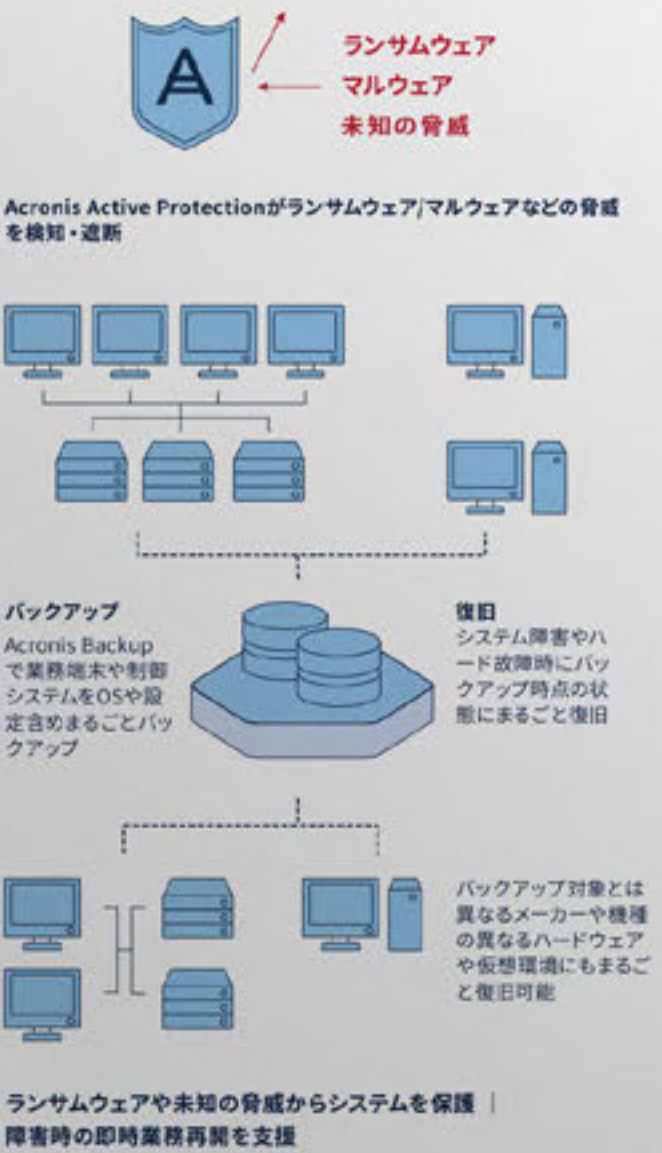 A
ランサムウェア
マルウェア
未知の脅威
Acronis Active Protectionがランサムウェア/マルウェアなどの脅威
を検知・遮断
バックアップ
Acronis Backup
で業務端末や制御
システムをOSや設
定含めまるごとバッ
クアップ
復旧
システム障害やハ
ード故障時にバッ
クアップ時点の状
態にまるごと復旧
バックアップ対象とは
異なるメーカーや機種
の異なるハードウェア
や仮想環境にもまるご
と復旧可能
ランサムウェアや未知の脅威からシステムを保護｜
障害時の即時業務再開を支援